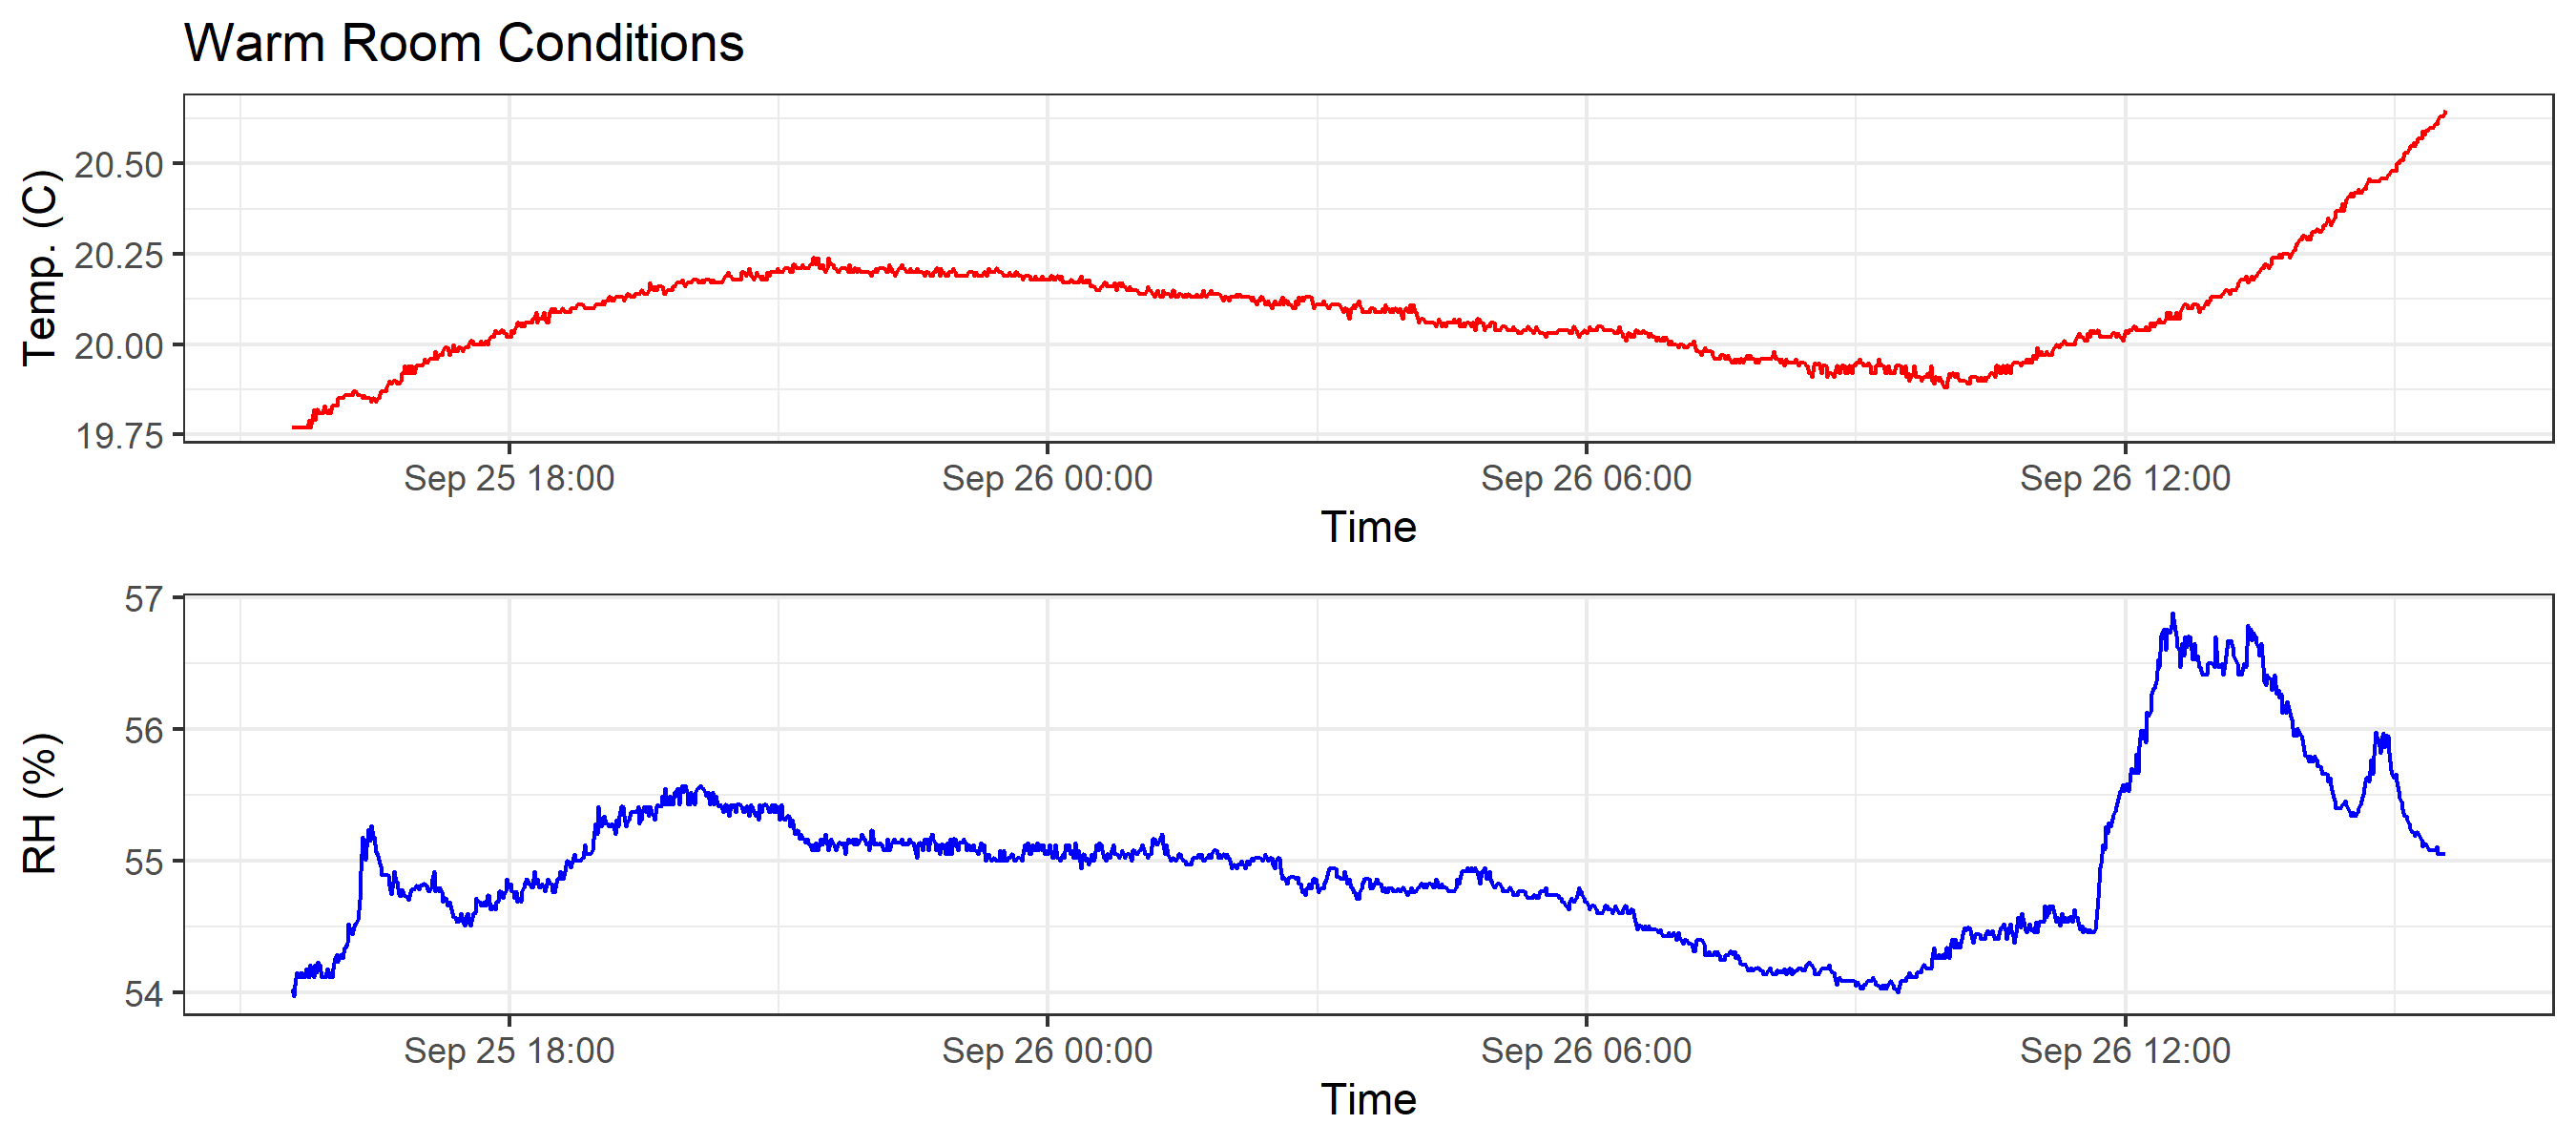 Warm Room Conditions
Temp. (C)
20.50
20.25
20.00
19.75
Sep 25 18:00 Sep 26 00:00 Sep 26 06:00 Sep 26 12:00
Time
RH (%)
57
56
55
54
Sep 25 18:00 Sep 26 00:00 Sep 26 06:00 Sep 26 12:00
Time